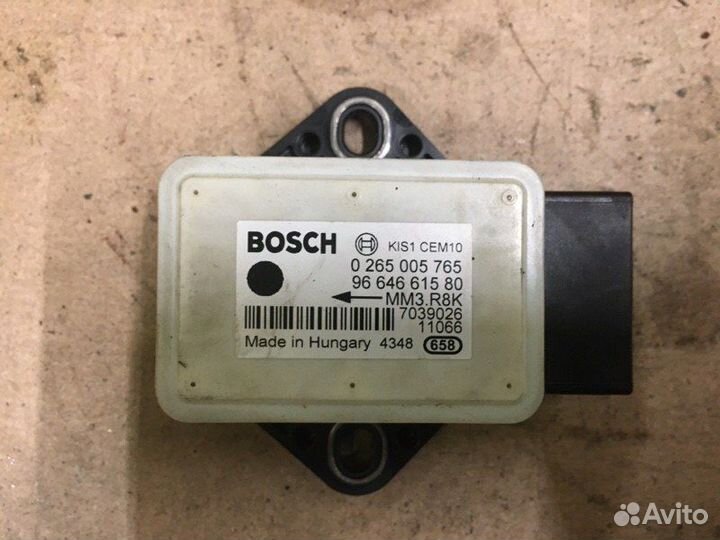 BOSCH KIS1 CEM10
0 265 005 765
96 646 615 80
MM3.R8K
7039026
11066
Made in Hungary 4348 658
Avito